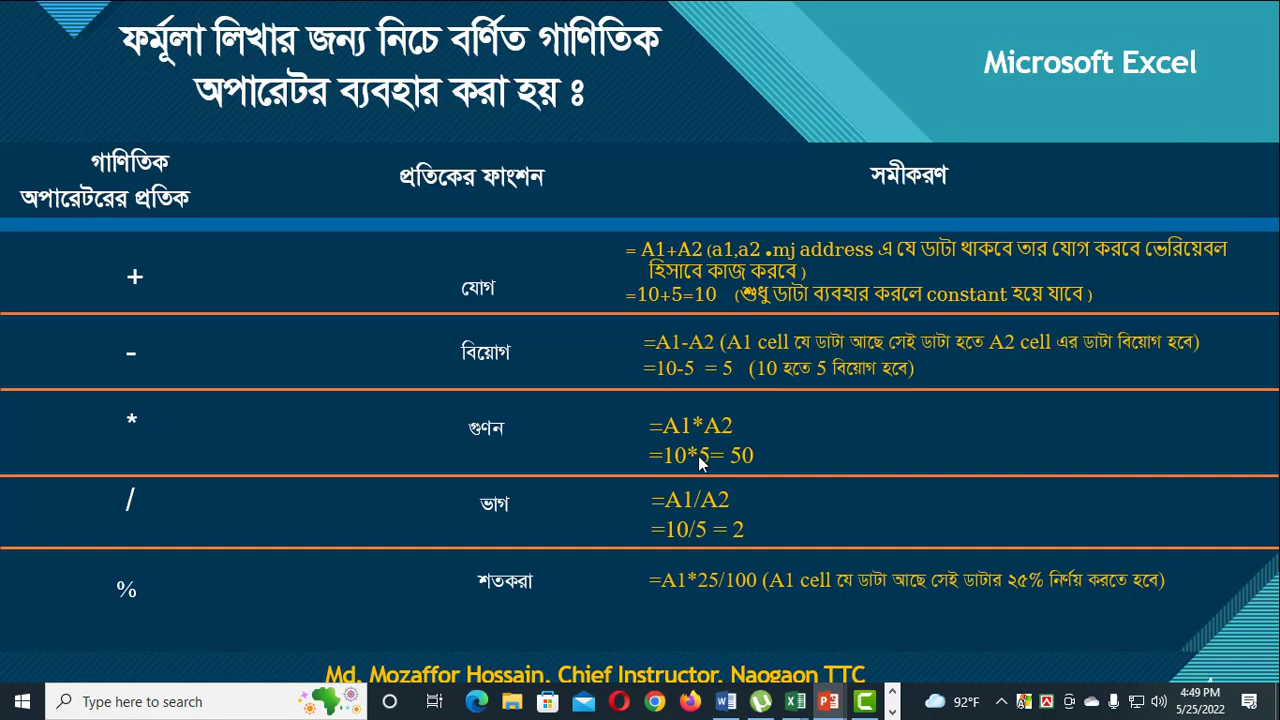 ফর্মূলা লিখার জন্য নিচে বর্ণিত গাণিতিক
অপারেটর ব্যবহার করা হয় ঃ
Microsoft Excel
গাণিতিক
অপারেটরের প্রতিক
প্রতিকের ফাংশন
সমীকরণ
+
যোগ
= A1+A2 (a1,a2 •mj address এ যে ডাটা থাকবে তার যোগ করবে ভেরিয়েবল
হিসাবে কাজ করবে )
=10+5=10 (শুধু ডাটা ব্যবহার করলে constant হয়ে যাবে )
-
বিয়োগ
=A1-A2 (A1 cell যে ডাটা আছে সেই ডাটা হতে A2 cell এর ডাটা বিয়োগ হবে)
=10-5 = 5 (10 হতে 5 বিয়োগ হবে)
*
গুণন
=A1*A2
=10*5= 50
/
ভাগ
=A1/A2
=10/5 = 2
%
শতকরা
=A1*25/100 (A1 cell যে ডাটা আছে সেই ডাটার ২৫% নির্ণয় করতে হবে)
Md. Mozaffor Hossain, Chief Instructor, Naogaon TTC
Type here to search
92°F
4:49 PM
5/25/2022